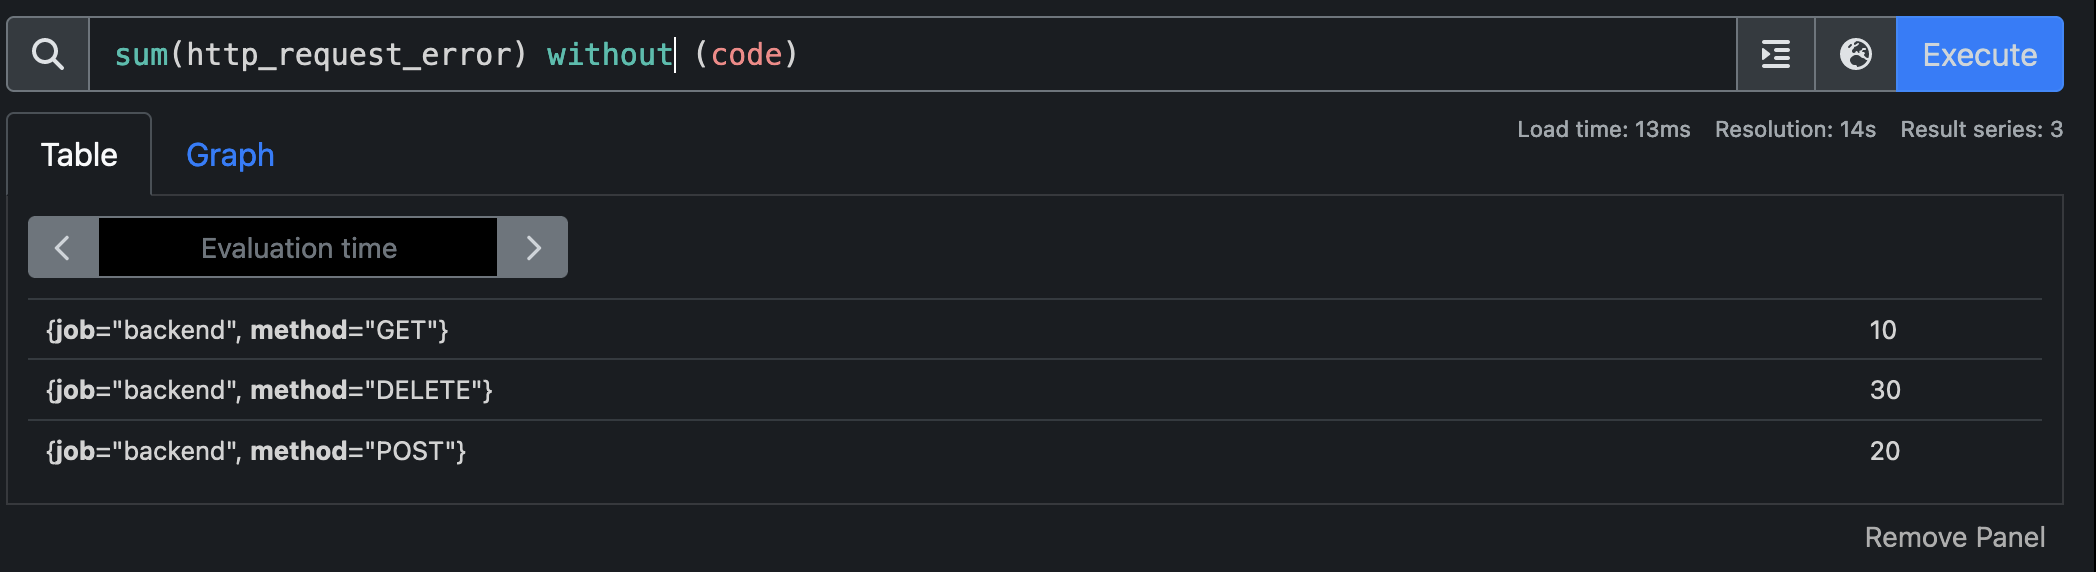 sum(http_request_error) without (code)
Execute
Load time: 13ms Resolution: 14s Result series: 3
Table
Graph
Evaluation time
{job="backend", method="GET"} 10
{job="backend", method="DELETE"} 30
{job="backend", method="POST"} 20
Remove Panel